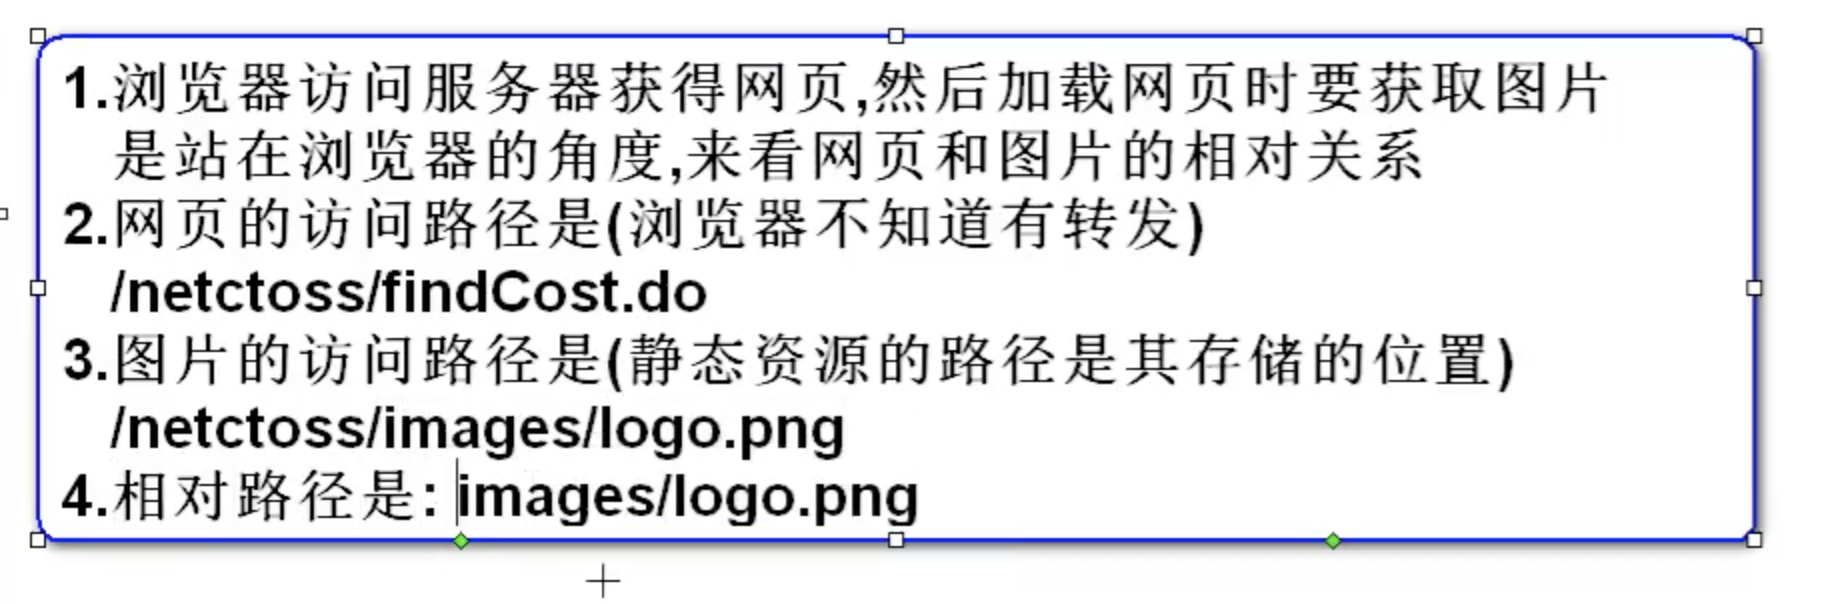 1.浏览器访问服务器获得网页,然后加载网页时要获取图片
是站在浏览器的角度,来看网页和图片的相对关系
2.网页的访问路径是(浏览器不知道有转发)
/netctoss/findCost.do
3.图片的访问路径是(静态资源的路径是其存储的位置)
/netctoss/images/logo.png
4.相对路径是: images/logo.png